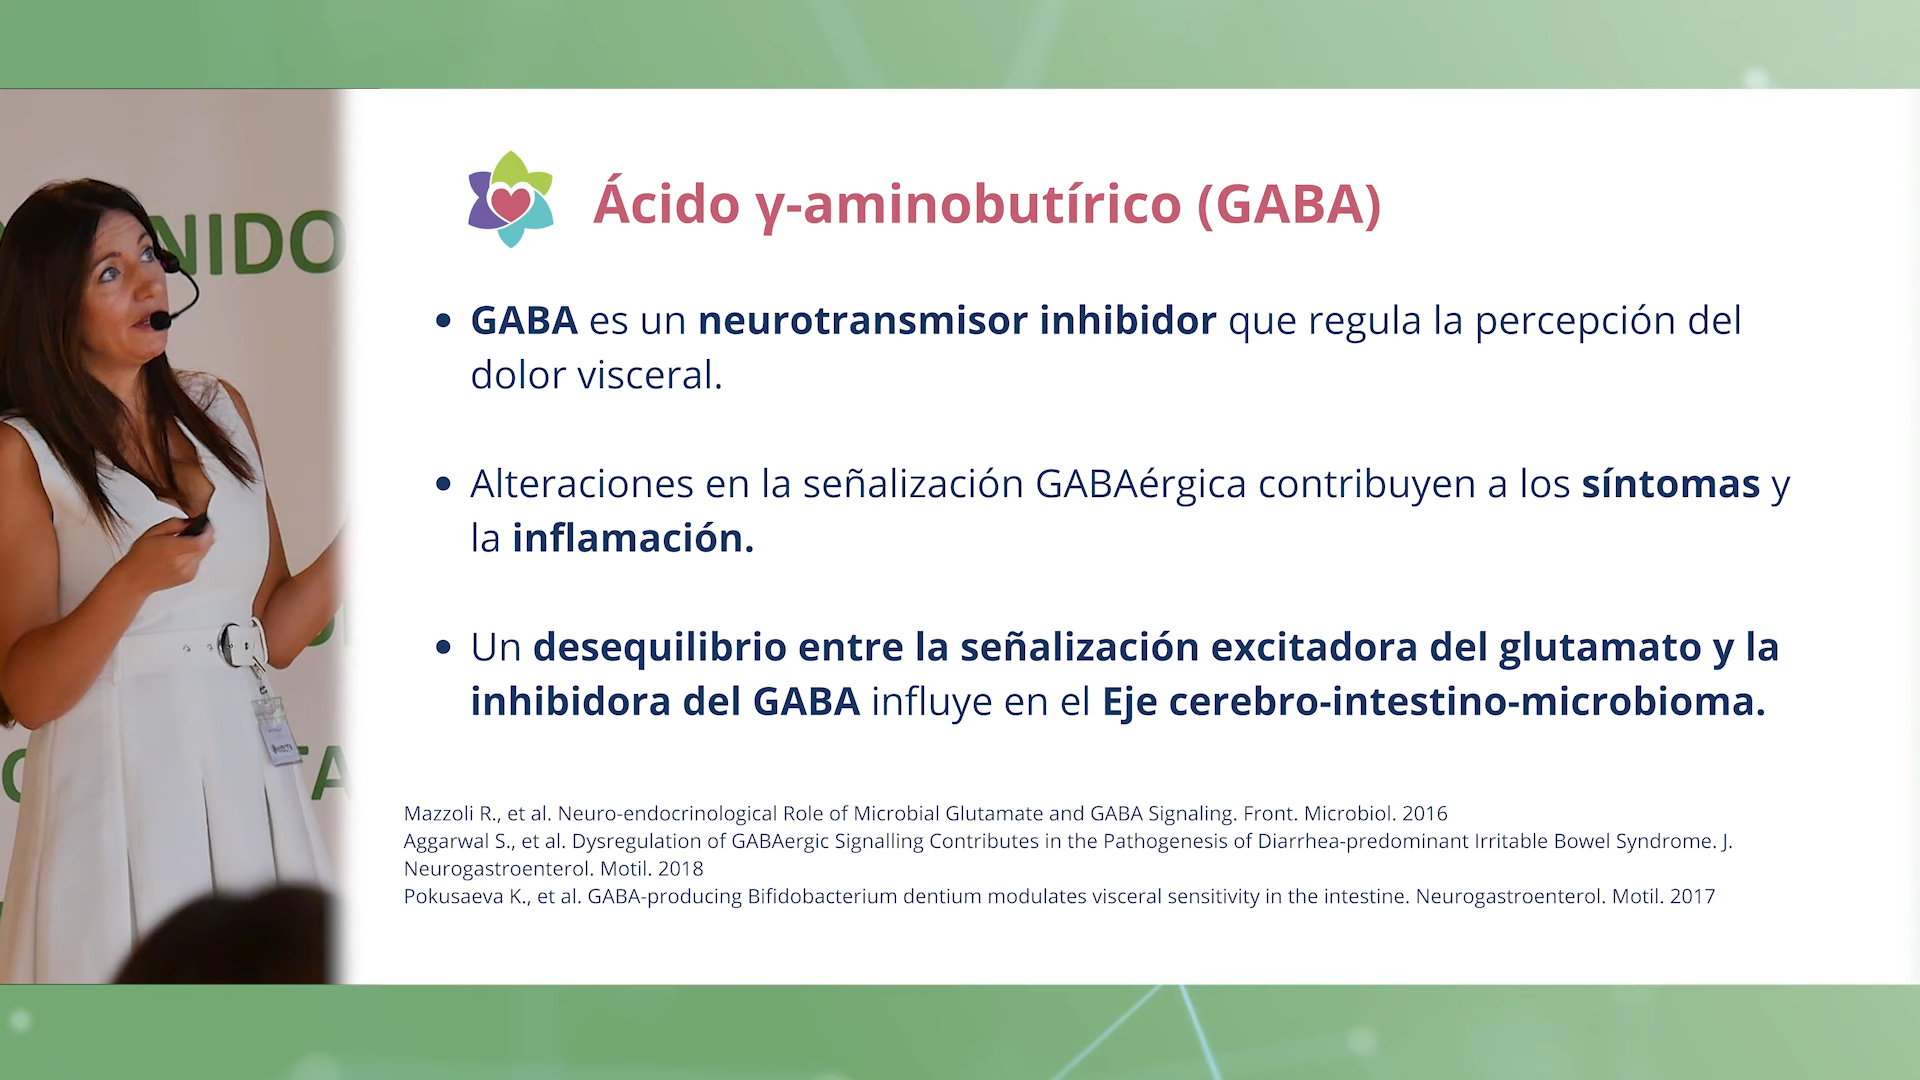 Ácido γ-aminobutírico (GABA)
• GABA es un neurotransmisor inhibidor que regula la percepción del
dolor visceral.
• Alteraciones en la señalización GABAérgica contribuyen a los síntomas y
la inflamación.
• Un desequilibrio entre la señalización excitadora del glutamato y la
inhibidora del GABA influye en el Eje cerebro-intestino-microbioma.
Mazzoli R., et al. Neuro-endocrinological Role of Microbial Glutamate and GABA Signaling. Front. Microbiol. 2016
Aggarwal S., et al. Dysregulation of GABAergic Signalling Contributes in the Pathogenesis of Diarrhea-predominant Irritable Bowel Syndrome. J.
Neurogastroenterol. Motil. 2018
Pokusaeva K., et al. GABA-producing Bifidobacterium dentium modulates visceral sensitivity in the intestine. Neurogastroenterol. Motil. 2017